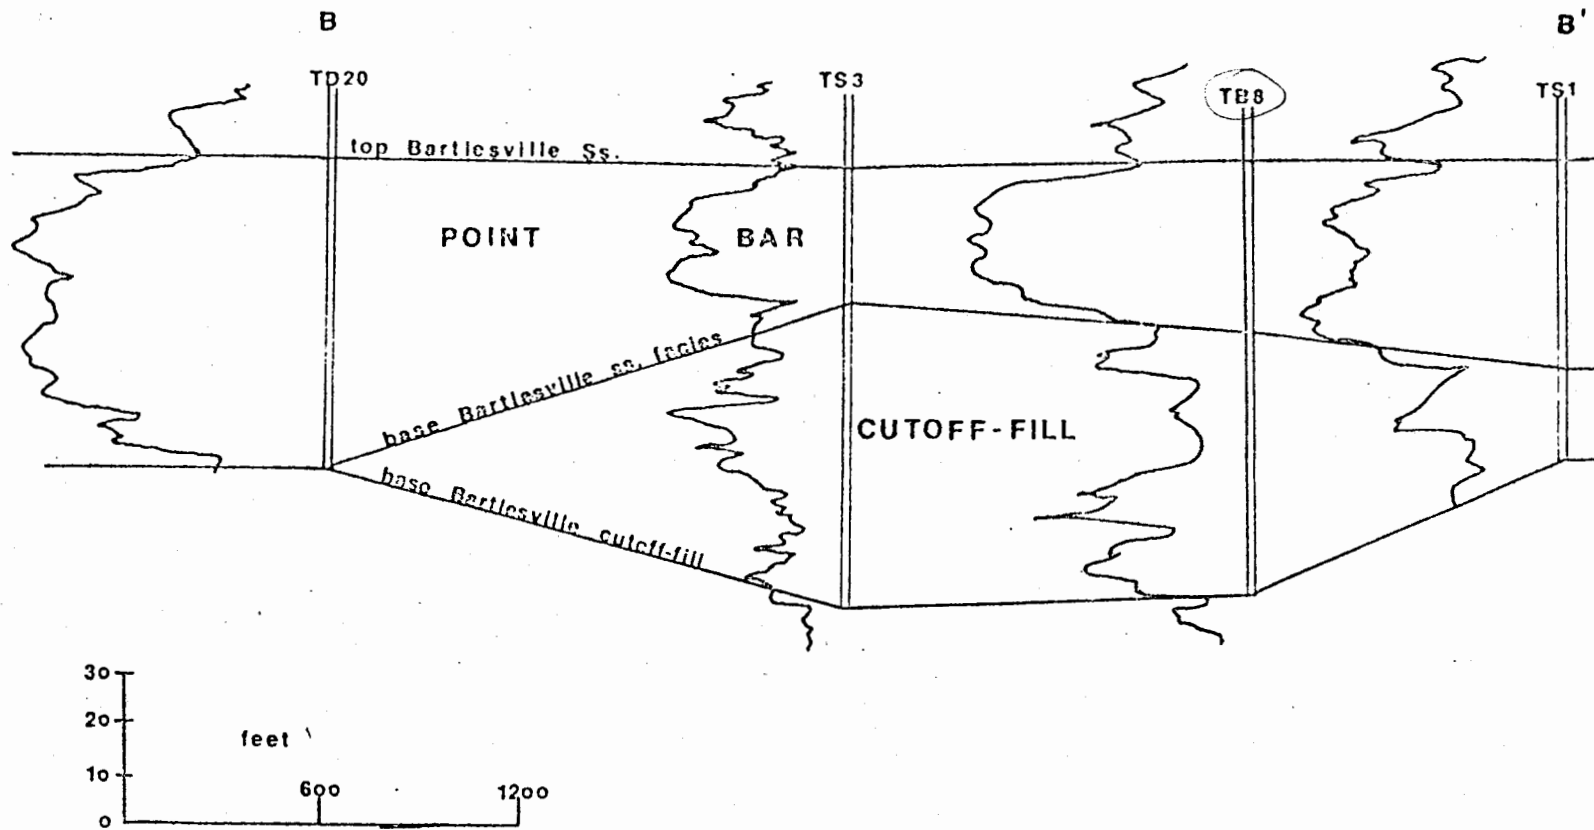 B
B'
TD20
TS3
TB8
TS1
top Bartlesville Ss.
POINT BAR
base Bartlesville ss. facies
CUTOFF-FILL
base Bartlesville cutoff-fill
30
20
feet
10
600
1200
0